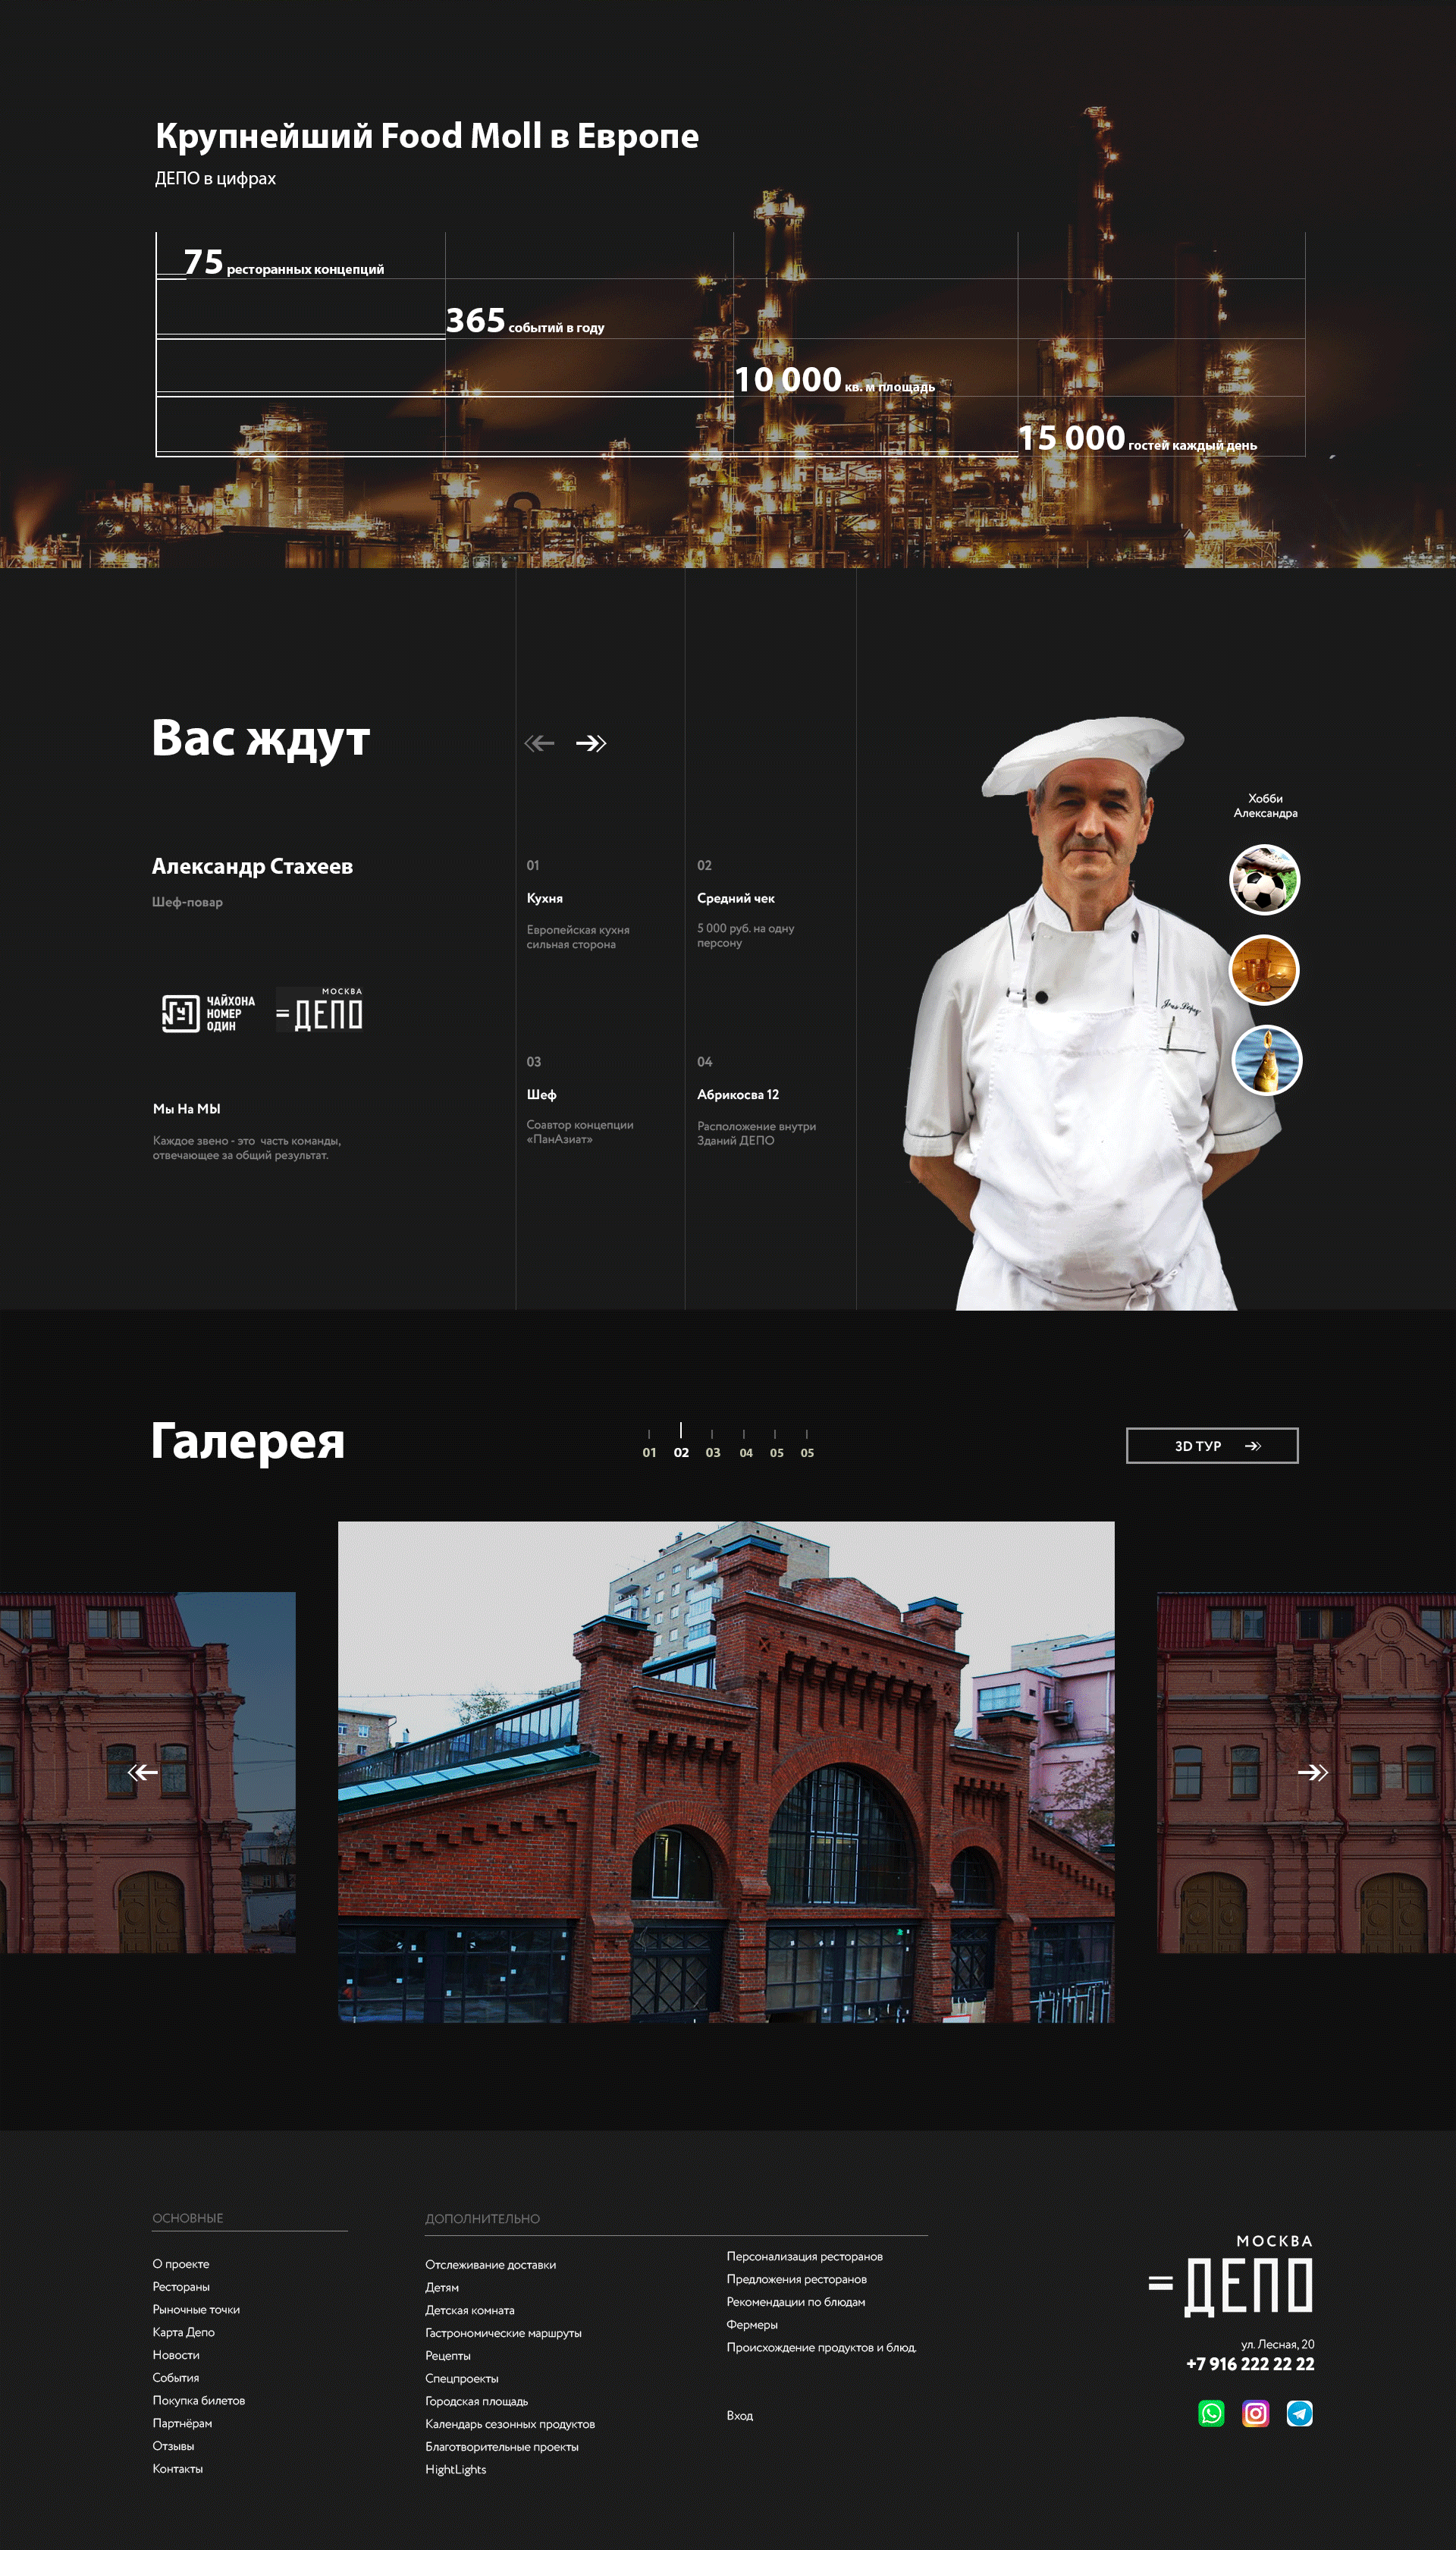 Крупнейший Food Moll в Европе
ДЕПО в цифрах
75 ресторанных концепций
365 событий в году
10 000 кв. м площадь
15 000 гостей каждый день
Вас ждут
Александр Стахеев
Шеф-повар
ЧАЙХОНА
НОМЕР
ОДИН
МОСКВА
=ДЕПО
Мы На МЫ
Каждое звено - это часть команды,
отвечающее за общий результат.
01
Кухня
Европейская кухня
сильная сторона
02
Средний чек
5 000 руб. на одну
персону
03
Шеф
Соавтор концепции
«ПанАзиат»
04
Абрикосва 12
Расположение внутри
Зданий ДЕПО
Хобби
Александра
Галерея
01 02 03 04 05 05
3D ТУР
ОСНОВНЫЕ
О проекте
Рестораны
Рыночные точки
Карта Депо
Новости
События
Покупка билетов
Партнёрам
Отзывы
Контакты
ДОПОЛНИТЕЛЬНО
Отслеживание доставки
Детям
Детская комната
Гастрономические маршруты
Рецепты
Спецпроекты
Городская площадь
Календарь сезонных продуктов
Благотворительные проекты
HightLights
Персонализация ресторанов
Предложения ресторанов
Рекомендации по блюдам
Фермеры
Происхождение продуктов и блюд.
Вход
МОСКВА
=ДЕПО
ул. Лесная, 20
+7 916 222 22 22